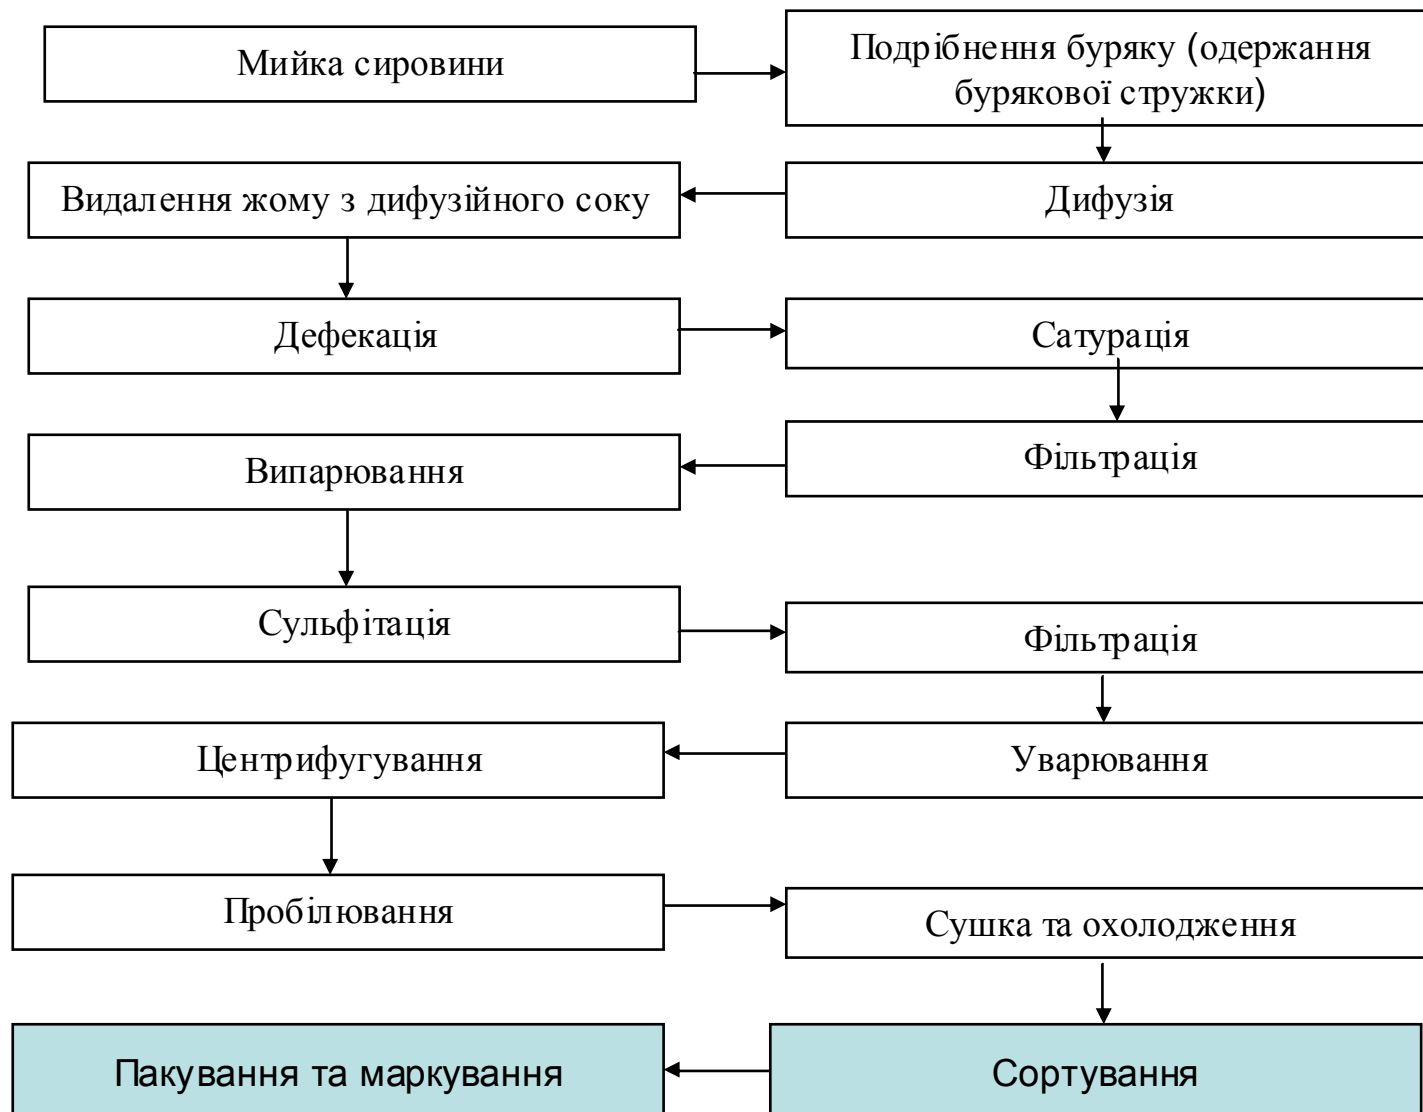 Мийка сировини
Подрібнення буряку (одержання
бурякової стружки)
Видалення жому з дифузійного соку
Дифузія
Дефекація
Сатурація
Випарювання
Фільтрація
Сульфітація
Фільтрація
Центрифугування
Уварювання
Пробілювання
Сушка та охолодження
Пакування та маркування
Сортування